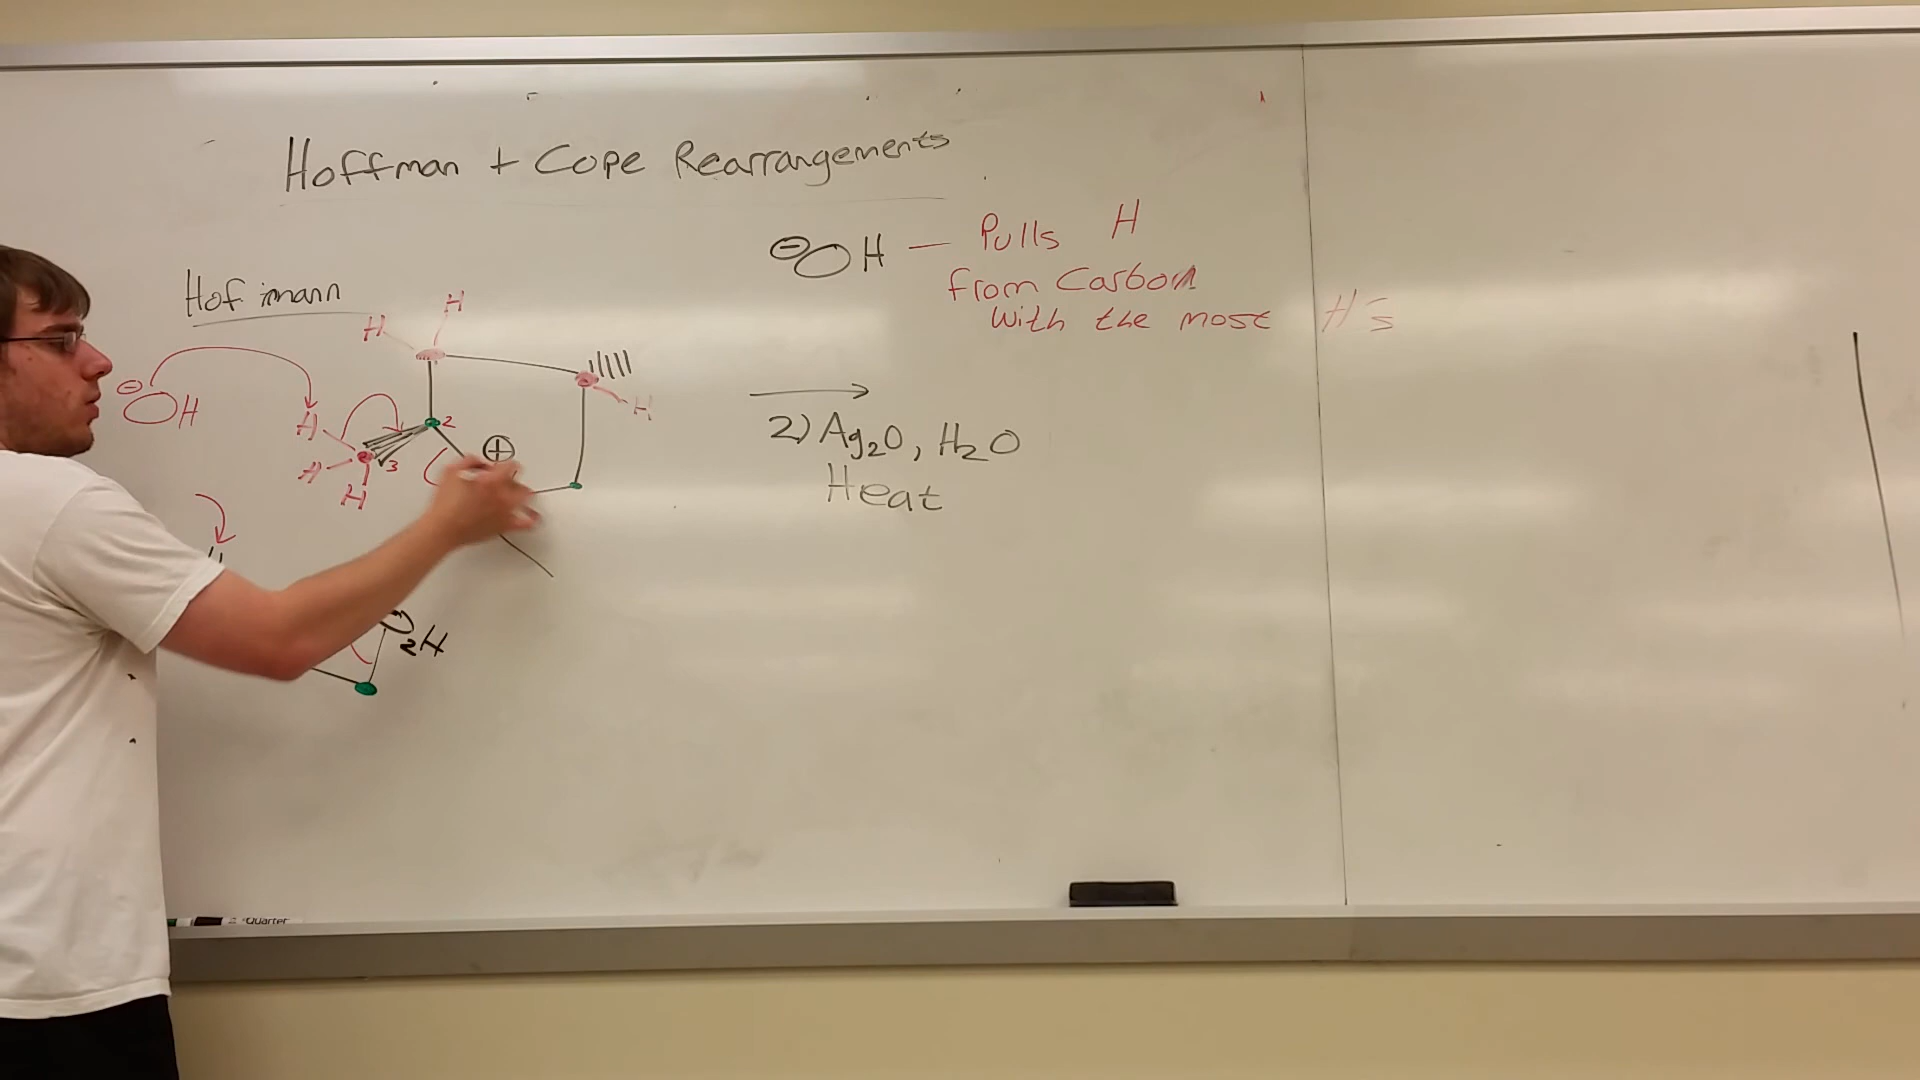 Hoffman + Cope Rearrangements
⊖OH — Pulls H
from Carbon
with the most H's
Hofmann
H H
⊖OH
H
H
H
H
2
3
⊕
2) Ag2O, H2O
Heat
2H
Quarter